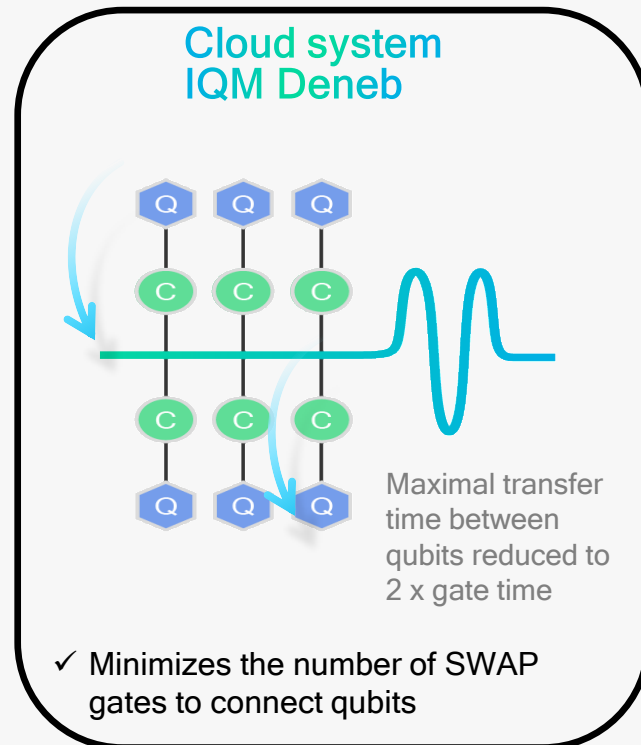 Cloud system
IQM Deneb
Q Q Q
C C C
C C C
Q Q Q
Maximal transfer
time between
qubits reduced to
2 x gate time
✓ Minimizes the number of SWAP
gates to connect qubits